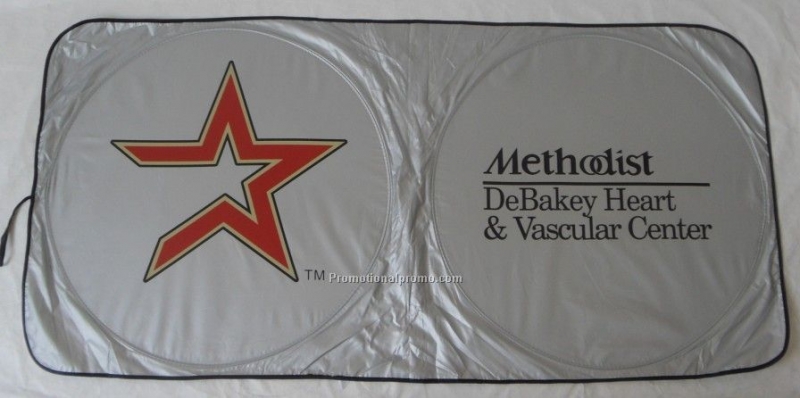 TM
Promotionalpromo.com
Methodist
DeBakey Heart
& Vascular Center